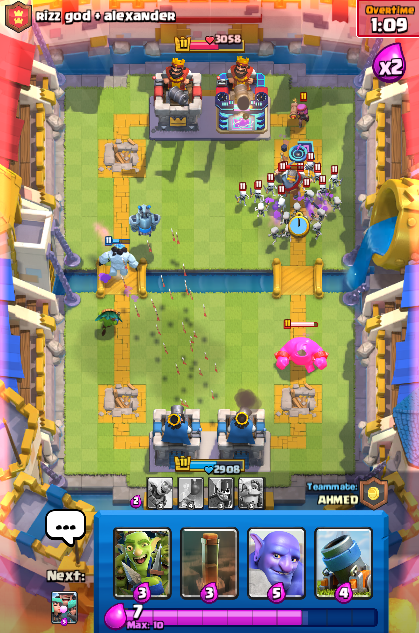 rizz god + alexander
Overtime
1:09
3058
x2
2908
Teammate:
AHMED
2
Next:
3
3
5
4
7
Max: 10